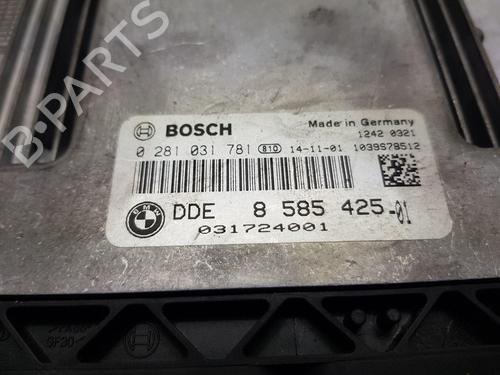 B-PARTS
BOSCH
Made in Germany
1242 0321
0 281 031 781 810 14-11-01 1039S78512
BMW
DDE 8 585 425-01
031724001